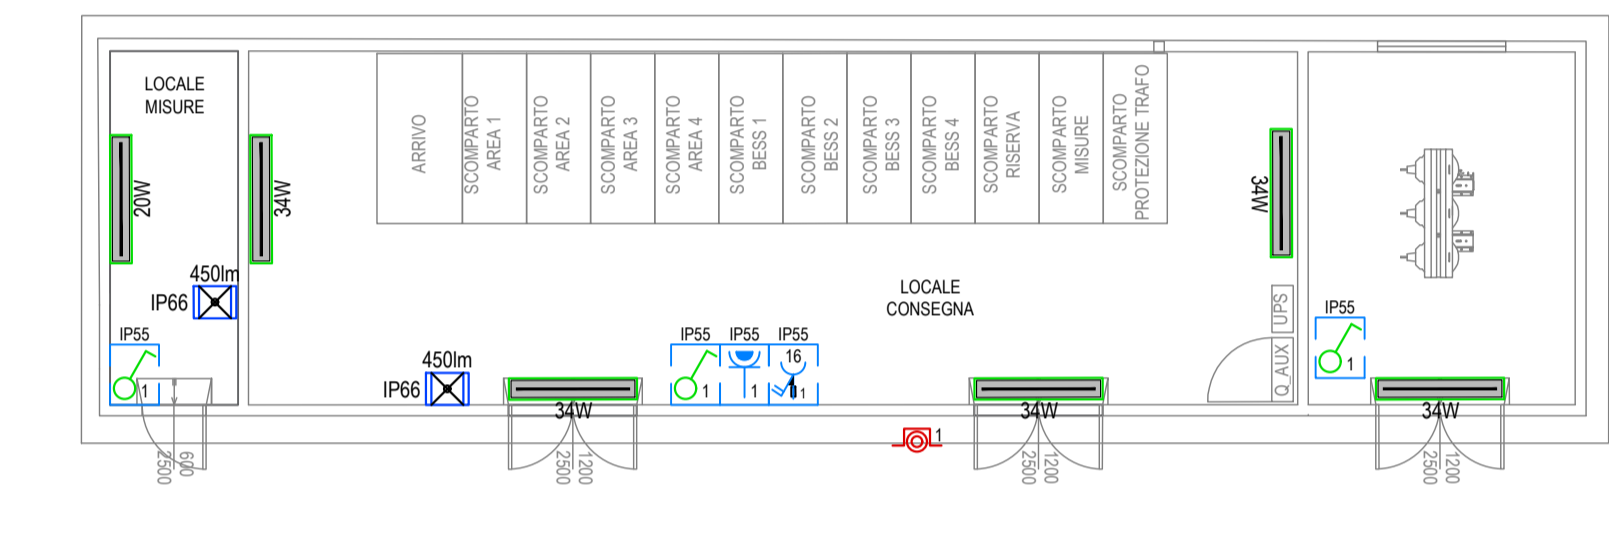 LOCALE
MISURE
20W
450lm
IP66
IP55
1
600
2500
34W
ARRIVO
SCOMPARTO
AREA 1
SCOMPARTO
AREA 2
SCOMPARTO
AREA 3
SCOMPARTO
AREA 4
SCOMPARTO
BESS 1
SCOMPARTO
BESS 2
SCOMPARTO
BESS 3
SCOMPARTO
BESS 4
SCOMPARTO
RISERVA
SCOMPARTO
MISURE
SCOMPARTO
PROTEZIONE TRAFO
34W
LOCALE
CONSEGNA
UPS
Q_AUX
450lm
IP66
34W
1200
2500
IP55
1
IP55
1
IP55
16
1
34W
1200
2500
1
IP55
1
34W
1200
2500